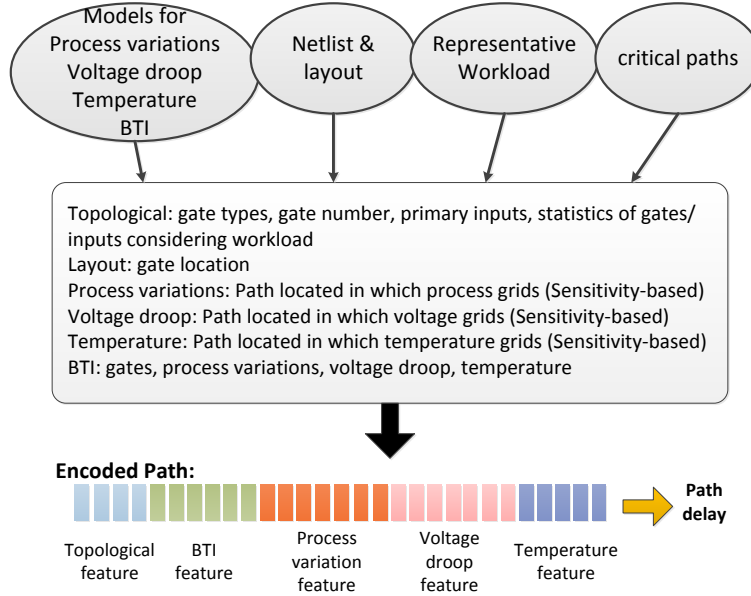 Models for
Process variations
Voltage droop
Temperature
BTI
Netlist &
layout
Representative
Workload
critical paths
Topological: gate types, gate number, primary inputs, statistics of gates/
inputs considering workload
Layout: gate location
Process variations: Path located in which process grids (Sensitivity-based)
Voltage droop: Path located in which voltage grids (Sensitivity-based)
Temperature: Path located in which temperature grids (Sensitivity-based)
BTI: gates, process variations, voltage droop, temperature
Encoded Path:
Path
delay
Topological
feature
BTI
feature
Process
variation
feature
Voltage
droop
feature
Temperature
feature